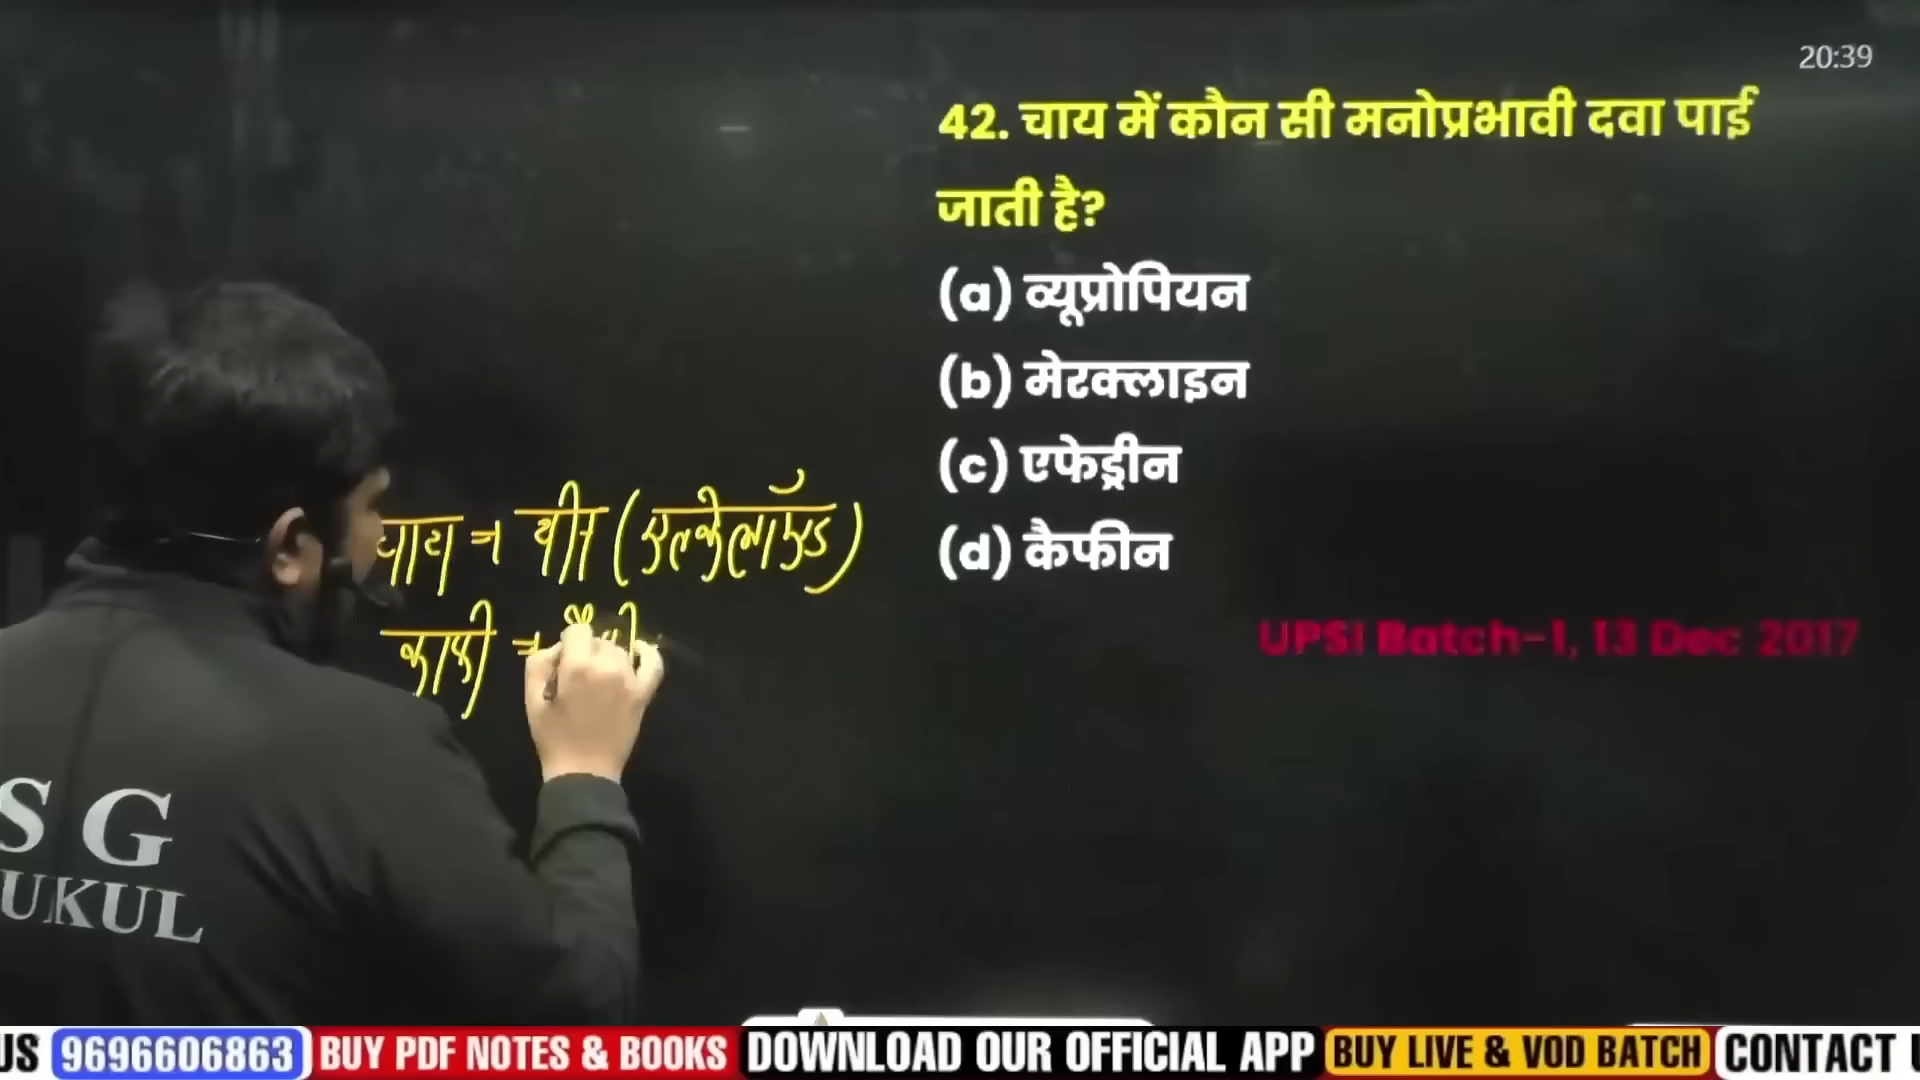 20:39
42. चाय में कौन सी मनोप्रभावी दवा पाई
जाती है?
(a) व्यूप्रोपियन
(b) मेरक्लाइन
(c) एफेड्रीन
(d) कैफीन
UPSI Batch-1, 13 Dec 2017
चाय = थीन (एल्केलॉइड)
काफी =
S G
UKUL
US 9696606863 BUY PDF NOTES & BOOKS DOWNLOAD OUR OFFICIAL APP BUY LIVE & VOD BATCH CONTACT U